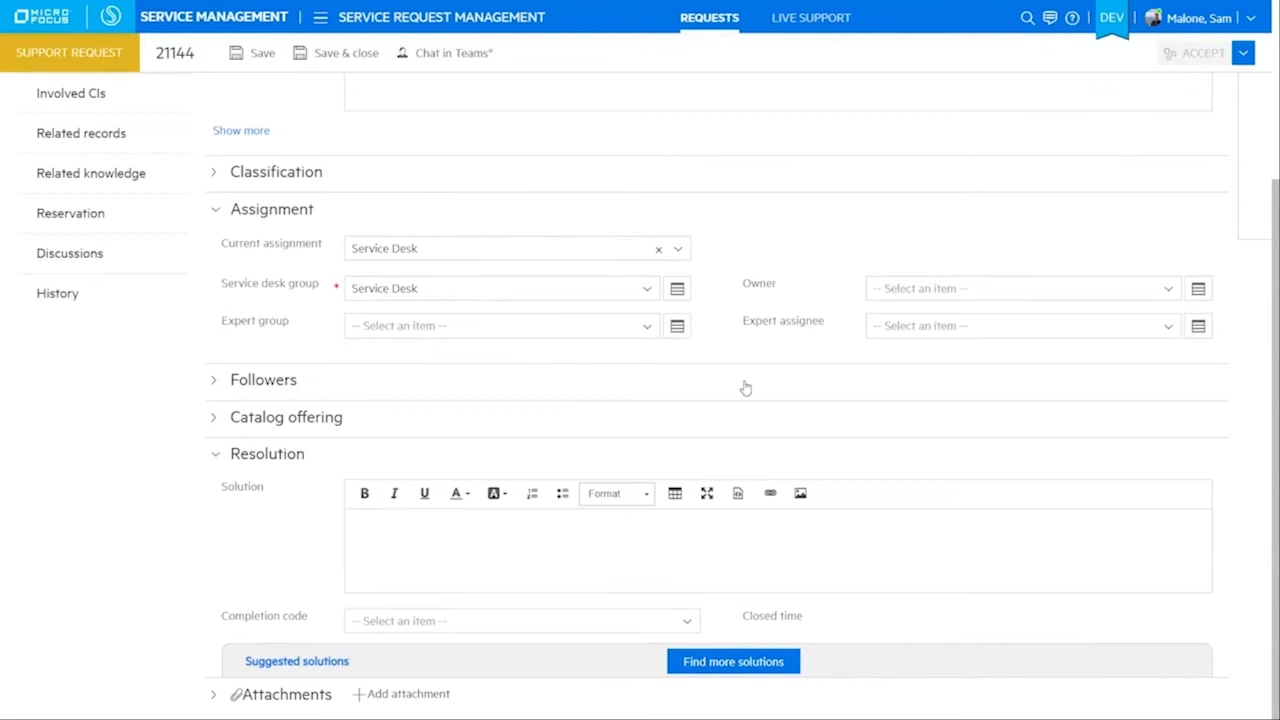 MICRO FOCUS SERVICE MANAGEMENT SERVICE REQUEST MANAGEMENT REQUESTS LIVE SUPPORT DEV Malone, Sam
SUPPORT REQUEST 21144 Save Save & close Chat in Teams* ACCEPT
Involved CIs
Related records
Related knowledge
Reservation
Discussions
History
Show more
Classification
Assignment
Current assignment Service Desk
Service desk group * Service Desk Owner -- Select an item --
Expert group -- Select an item -- Expert assignee -- Select an item --
Followers
Catalog offering
Resolution
Solution B I U A A Format
Completion code -- Select an item -- Closed time
Suggested solutions Find more solutions
Attachments Add attachment